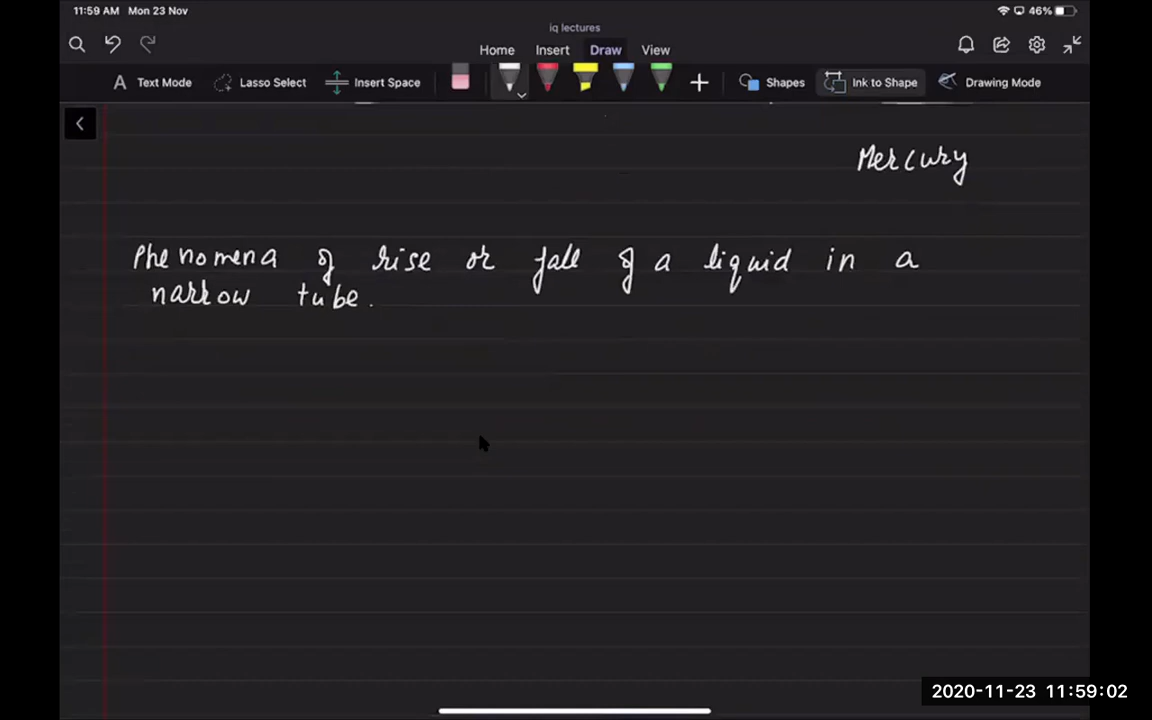 11:59 AM Mon 23 Nov 46%
iq lectures
Home Insert Draw View
Text Mode Lasso Select Insert Space Shapes Ink to Shape Drawing Mode
Mercury
Phenomena of rise or fall of a liquid in a
narrow tube.
2020-11-23 11:59:02